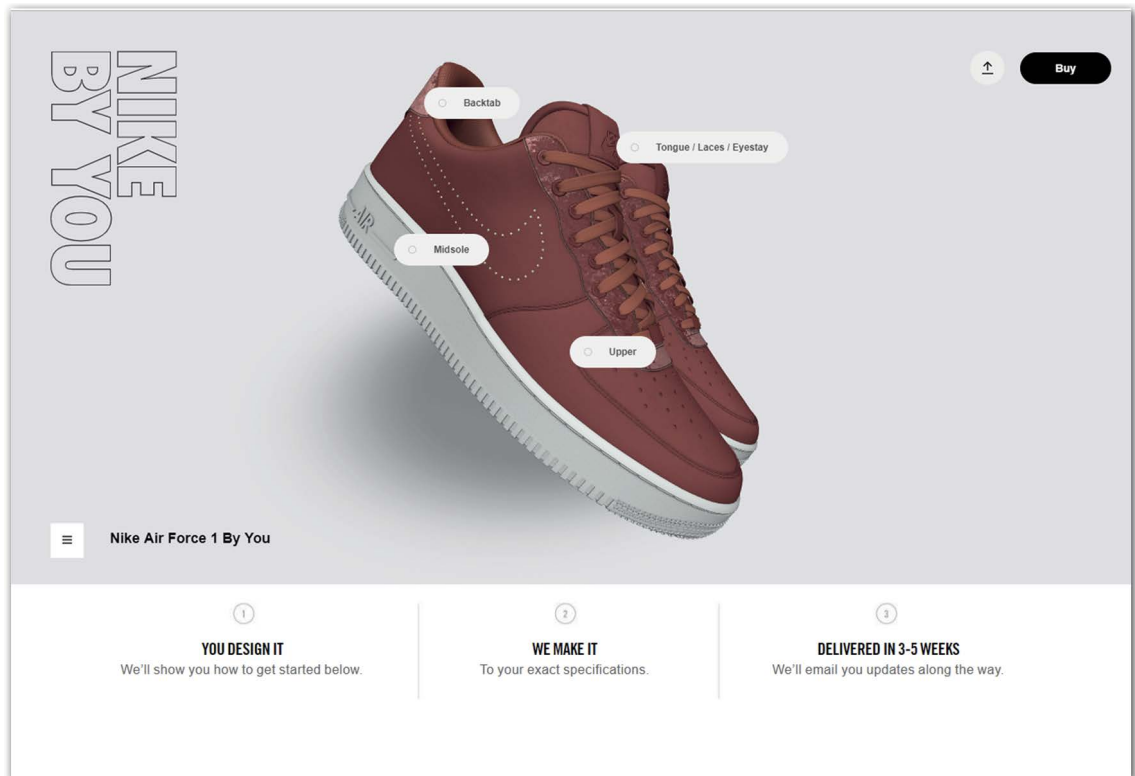 NIKE
BY YOU
Buy
Backtab
Tongue / Laces / Eyestay
AIR
Midsole
Upper
Nike Air Force 1 By You
1
2
3
YOU DESIGN IT
WE MAKE IT
DELIVERED IN 3-5 WEEKS
We'll show you how to get started below.
To your exact specifications.
We'll email you updates along the way.